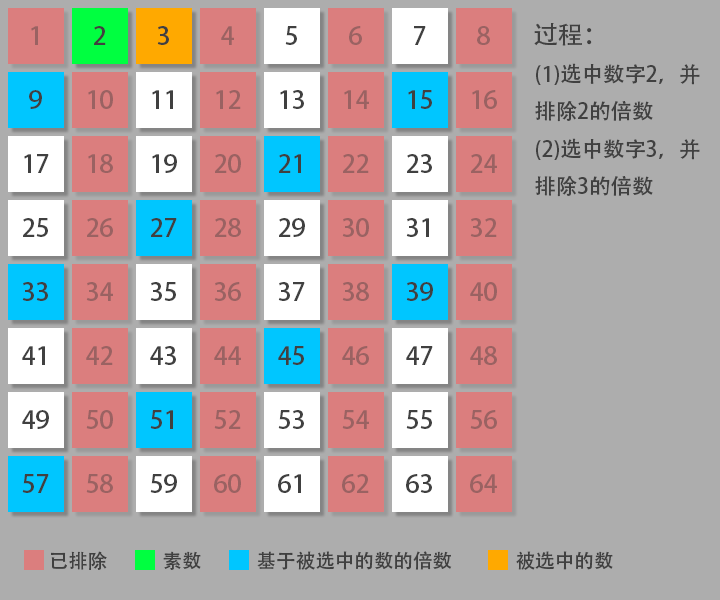 1 2 3 4 5 6 7 8
过程：
9 10 11 12 13 14 15 16
(1)选中数字2，并
排除2的倍数
17 18 19 20 21 22 23 24
(2)选中数字3，并
排除3的倍数
25 26 27 28 29 30 31 32
33 34 35 36 37 38 39 40
41 42 43 44 45 46 47 48
49 50 51 52 53 54 55 56
57 58 59 60 61 62 63 64
已排除 素数 基于被选中的数的倍数 被选中的数